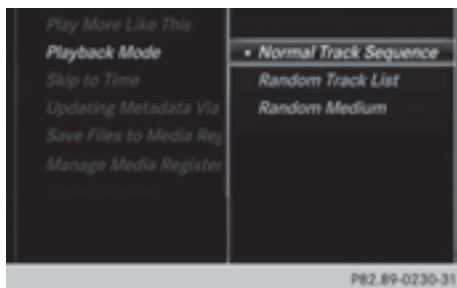 Play More Like This
Playback Mode
Skip to Time
Updating Metadata Via
Save Files to Media Reg
Manage Media Register
• Normal Track Sequence
Random Track List
Random Medium
P82.89-0230-31